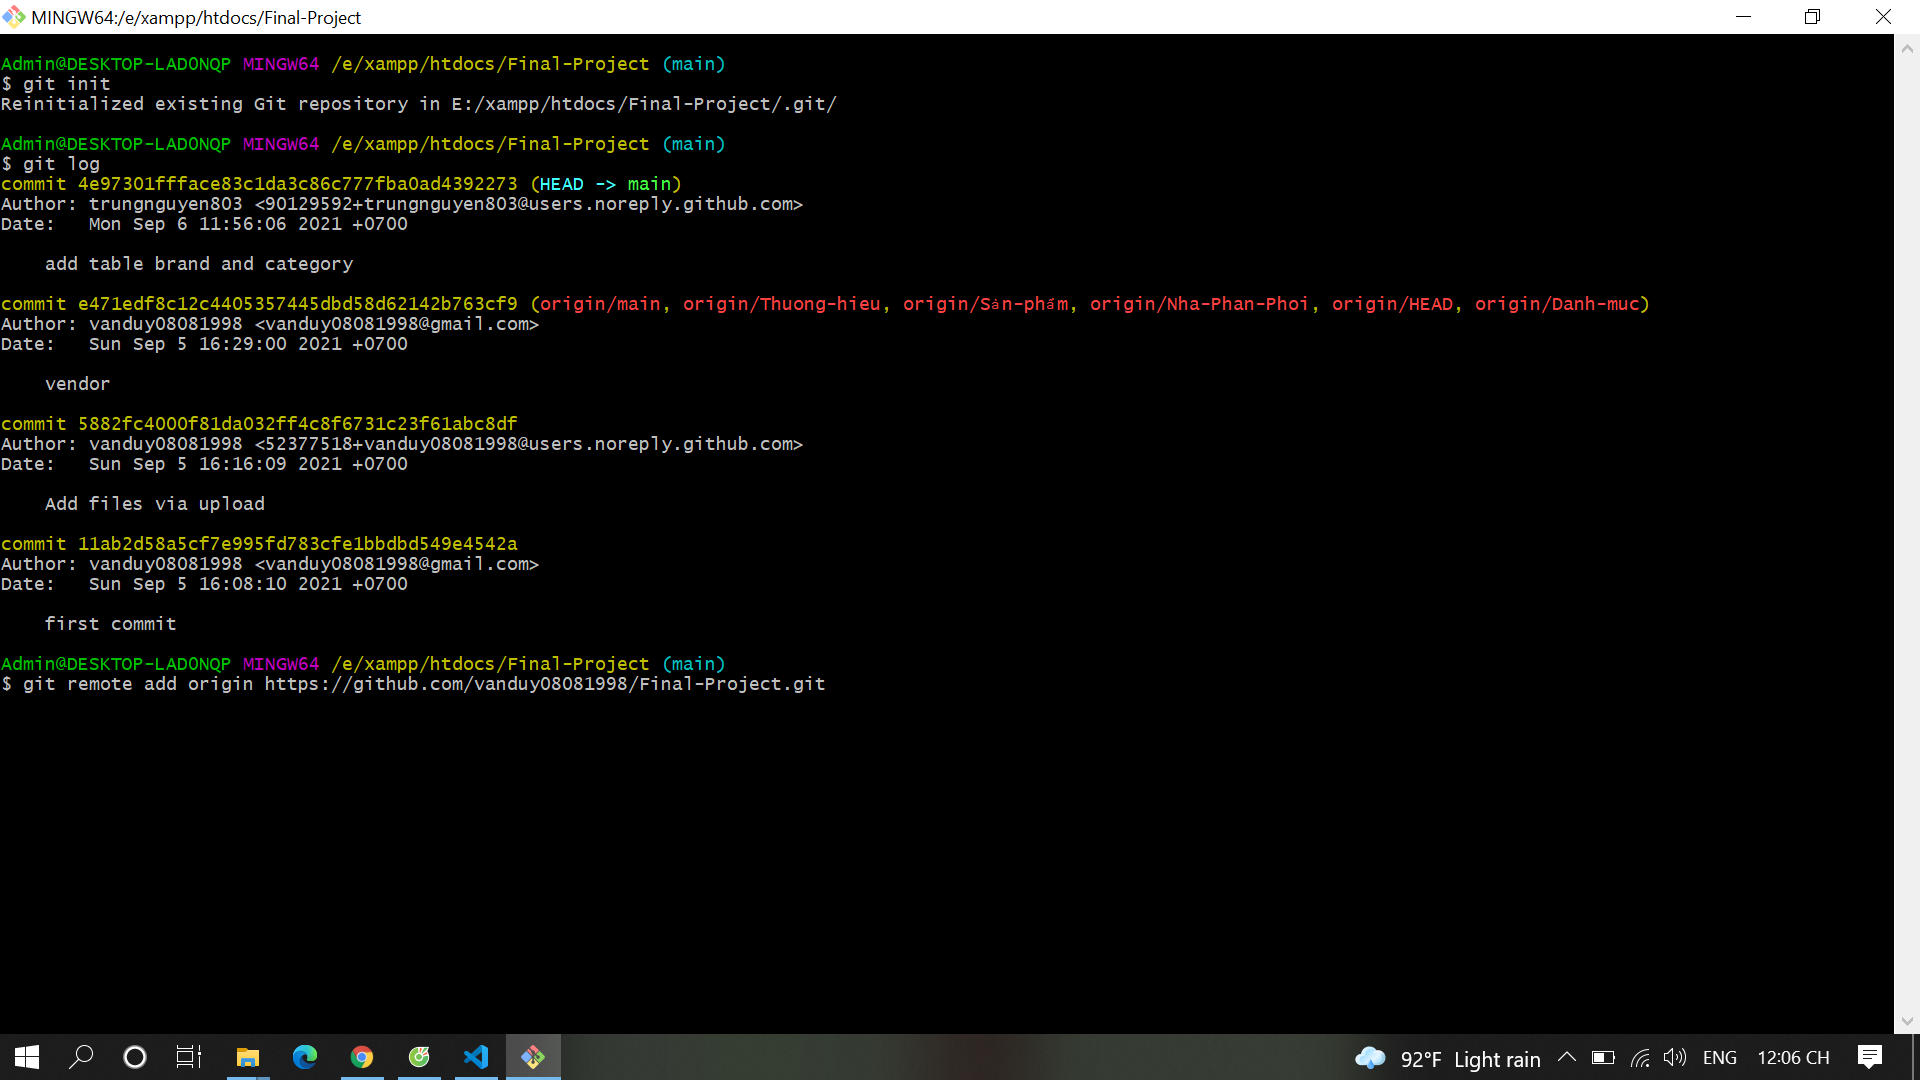 MINGW64:/e/xampp/htdocs/Final-Project
Admin@DESKTOP-LAD0NQP MINGW64 /e/xampp/htdocs/Final-Project (main)
$ git init
Reinitialized existing Git repository in E:/xampp/htdocs/Final-Project/.git/
Admin@DESKTOP-LAD0NQP MINGW64 /e/xampp/htdocs/Final-Project (main)
$ git log
commit 4e97301ffface83c1da3c86c777fba0ad4392273 (HEAD -> main)
Author: trungnguyen803 <90129592+trungnguyen803@users.noreply.github.com>
Date:   Mon Sep 6 11:56:06 2021 +0700
add table brand and category
commit e471edf8c12c4405357445dbd58d62142b763cf9 (origin/main, origin/Thuong-hieu, origin/Sản-phẩm, origin/Nha-Phan-Phoi, origin/HEAD, origin/Danh-muc)
Author: vanduy08081998 <vanduy08081998@gmail.com>
Date:   Sun Sep 5 16:29:00 2021 +0700
vendor
commit 5882fc4000f81da032ff4c8f6731c23f61abc8df
Author: vanduy08081998 <52377518+vanduy08081998@users.noreply.github.com>
Date:   Sun Sep 5 16:16:09 2021 +0700
Add files via upload
commit 11ab2d58a5cf7e995fd783cfe1bbdbd549e4542a
Author: vanduy08081998 <vanduy08081998@gmail.com>
Date:   Sun Sep 5 16:08:10 2021 +0700
first commit
Admin@DESKTOP-LAD0NQP MINGW64 /e/xampp/htdocs/Final-Project (main)
$ git remote add origin https://github.com/vanduy08081998/Final-Project.git
92°F Light rain ENG 12:06 CH